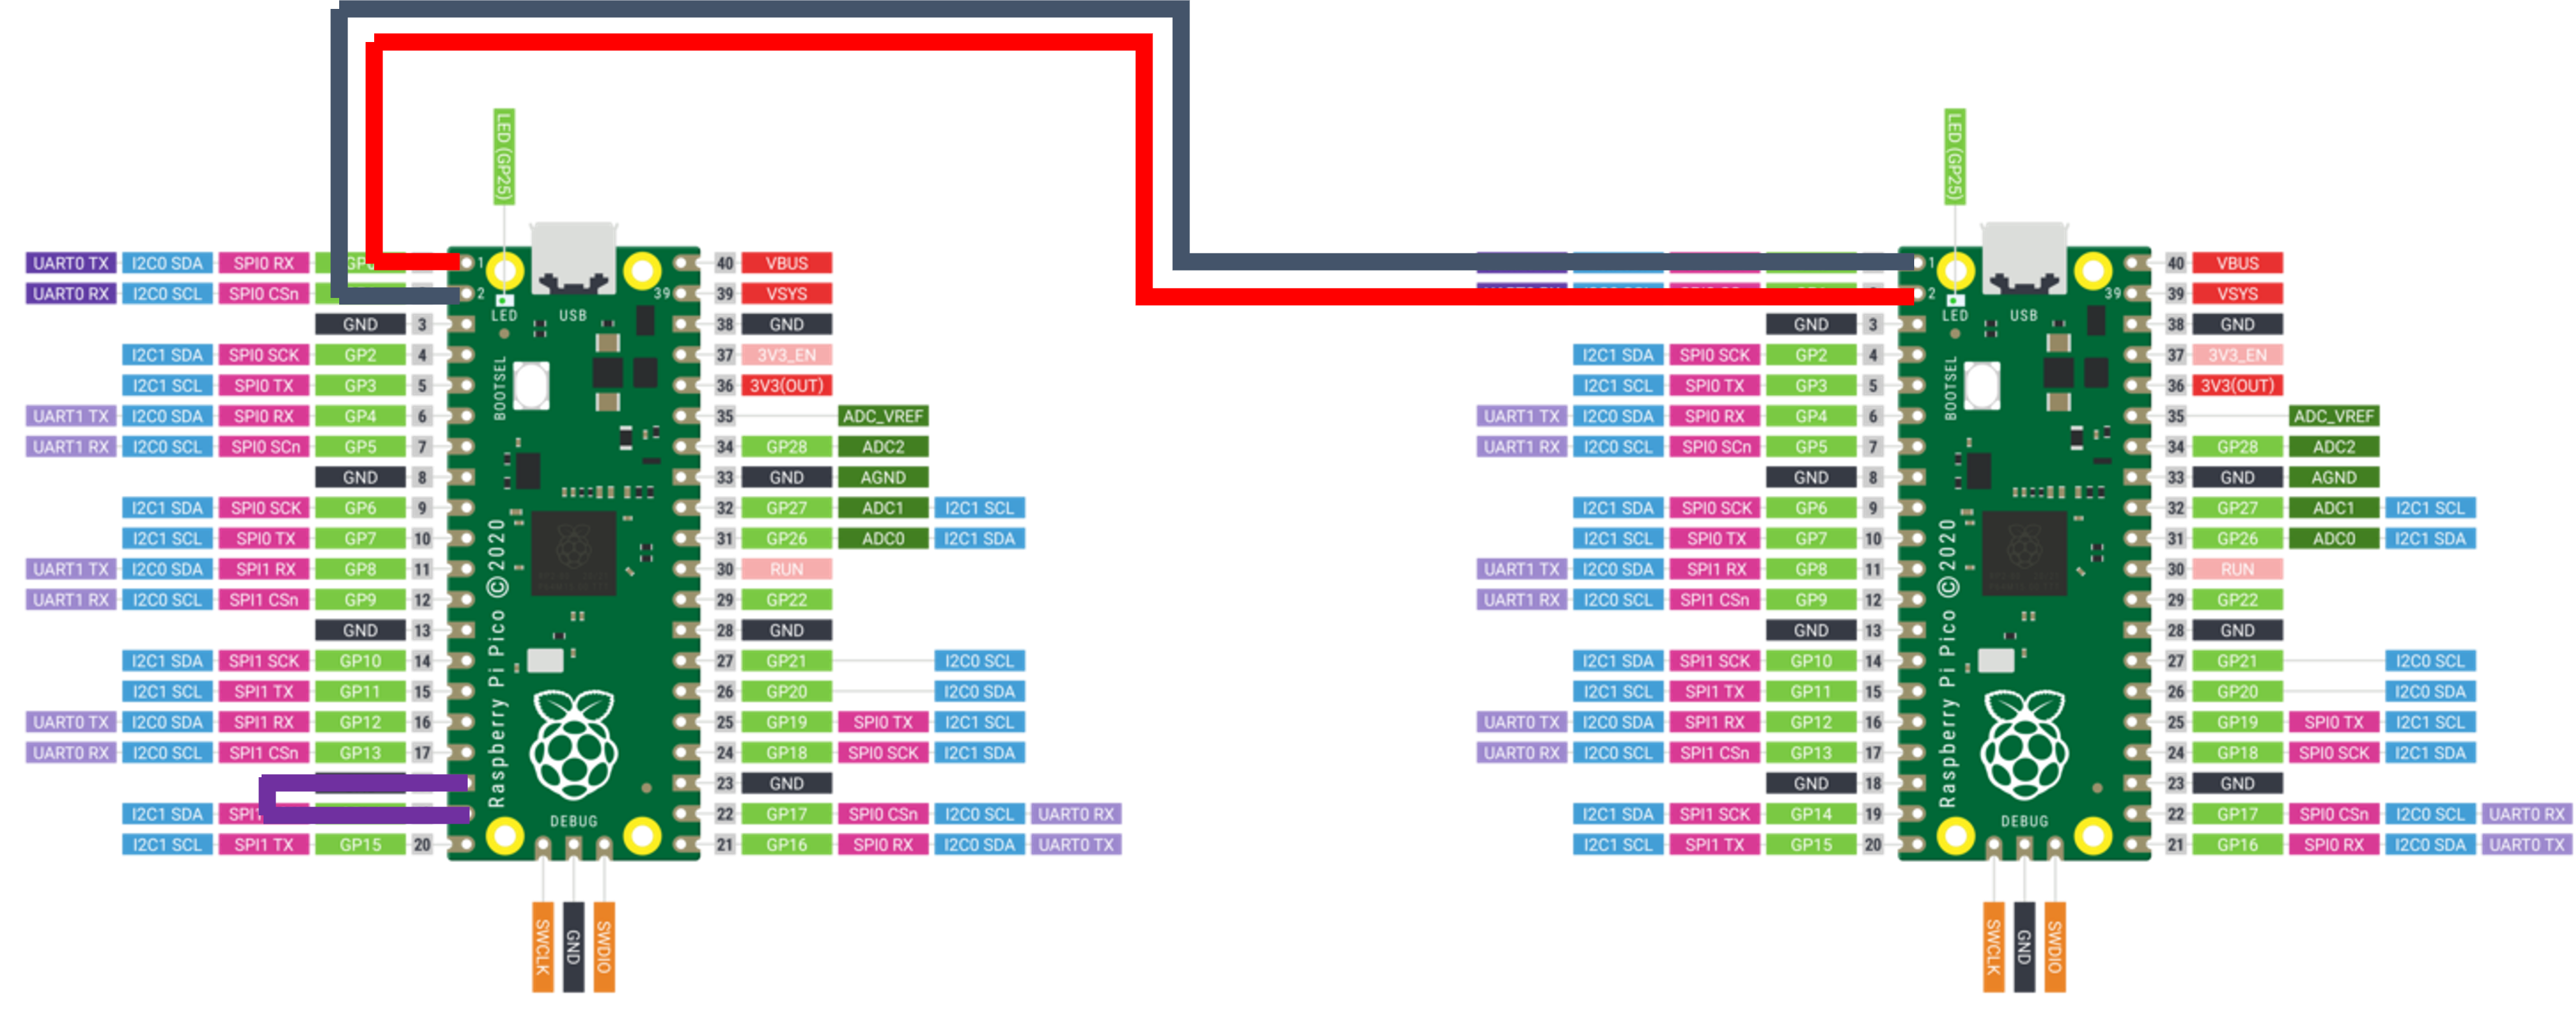 LED (GP25)
LED (GP25)
UART0 TX I2C0 SDA SPI0 RX 1 40 VBUS
UART0 RX I2C0 SCL SPI0 CSn 2 39 39 VSYS
LED USB
GND 3 38 GND
I2C1 SDA SPI0 SCK GP2 4 37 3V3_EN
I2C1 SCL SPI0 TX GP3 5 36 3V3(OUT)
BOOTSEL
UART1 TX I2C0 SDA SPI0 RX GP4 6 35 ADC_VREF
UART1 RX I2C0 SCL SPI0 SCn GP5 7 34 GP28 ADC2
GND 8 33 GND AGND
I2C1 SDA SPI0 SCK GP6 9 32 GP27 ADC1 I2C1 SCL
I2C1 SCL SPI0 TX GP7 10 31 GP26 ADC0 I2C1 SDA
UART1 TX I2C0 SDA SPI1 RX GP8 11 30 RUN
UART1 RX I2C0 SCL SPI1 CSn GP9 12 29 GP22
GND 13 28 GND
I2C1 SDA SPI1 SCK GP10 14 27 GP21 I2C0 SCL
I2C1 SCL SPI1 TX GP11 15 26 GP20 I2C0 SDA
UART0 TX I2C0 SDA SPI1 RX GP12 16 25 GP19 SPI0 TX I2C1 SCL
UART0 RX I2C0 SCL SPI1 CSn GP13 17 24 GP18 SPI0 SCK I2C1 SDA
Raspberry Pi Pico © 2020
23 GND
I2C1 SDA 22 GP17 SPI0 CSn I2C0 SCL UART0 RX
DEBUG
I2C1 SCL SPI1 TX GP15 20 21 GP16 SPI0 RX I2C0 SDA UART0 TX
SWCLK
GND
SWDIO
1 40 VBUS
2 39 39 VSYS
LED USB
GND 3 38 GND
I2C1 SDA SPI0 SCK GP2 4 37 3V3_EN
I2C1 SCL SPI0 TX GP3 5 36 3V3(OUT)
BOOTSEL
UART1 TX I2C0 SDA SPI0 RX GP4 6 35 ADC_VREF
UART1 RX I2C0 SCL SPI0 SCn GP5 7 34 GP28 ADC2
GND 8 33 GND AGND
I2C1 SDA SPI0 SCK GP6 9 32 GP27 ADC1 I2C1 SCL
I2C1 SCL SPI0 TX GP7 10 31 GP26 ADC0 I2C1 SDA
UART1 TX I2C0 SDA SPI1 RX GP8 11 30 RUN
UART1 RX I2C0 SCL SPI1 CSn GP9 12 29 GP22
GND 13 28 GND
I2C1 SDA SPI1 SCK GP10 14 27 GP21 I2C0 SCL
I2C1 SCL SPI1 TX GP11 15 26 GP20 I2C0 SDA
UART0 TX I2C0 SDA SPI1 RX GP12 16 25 GP19 SPI0 TX I2C1 SCL
UART0 RX I2C0 SCL SPI1 CSn GP13 17 24 GP18 SPI0 SCK I2C1 SDA
Raspberry Pi Pico © 2020
GND 18 23 GND
I2C1 SDA SPI1 SCK GP14 19 22 GP17 SPI0 CSn I2C0 SCL UART0 RX
DEBUG
I2C1 SCL SPI1 TX GP15 20 21 GP16 SPI0 RX I2C0 SDA UART0 TX
SWCLK
GND
SWDIO